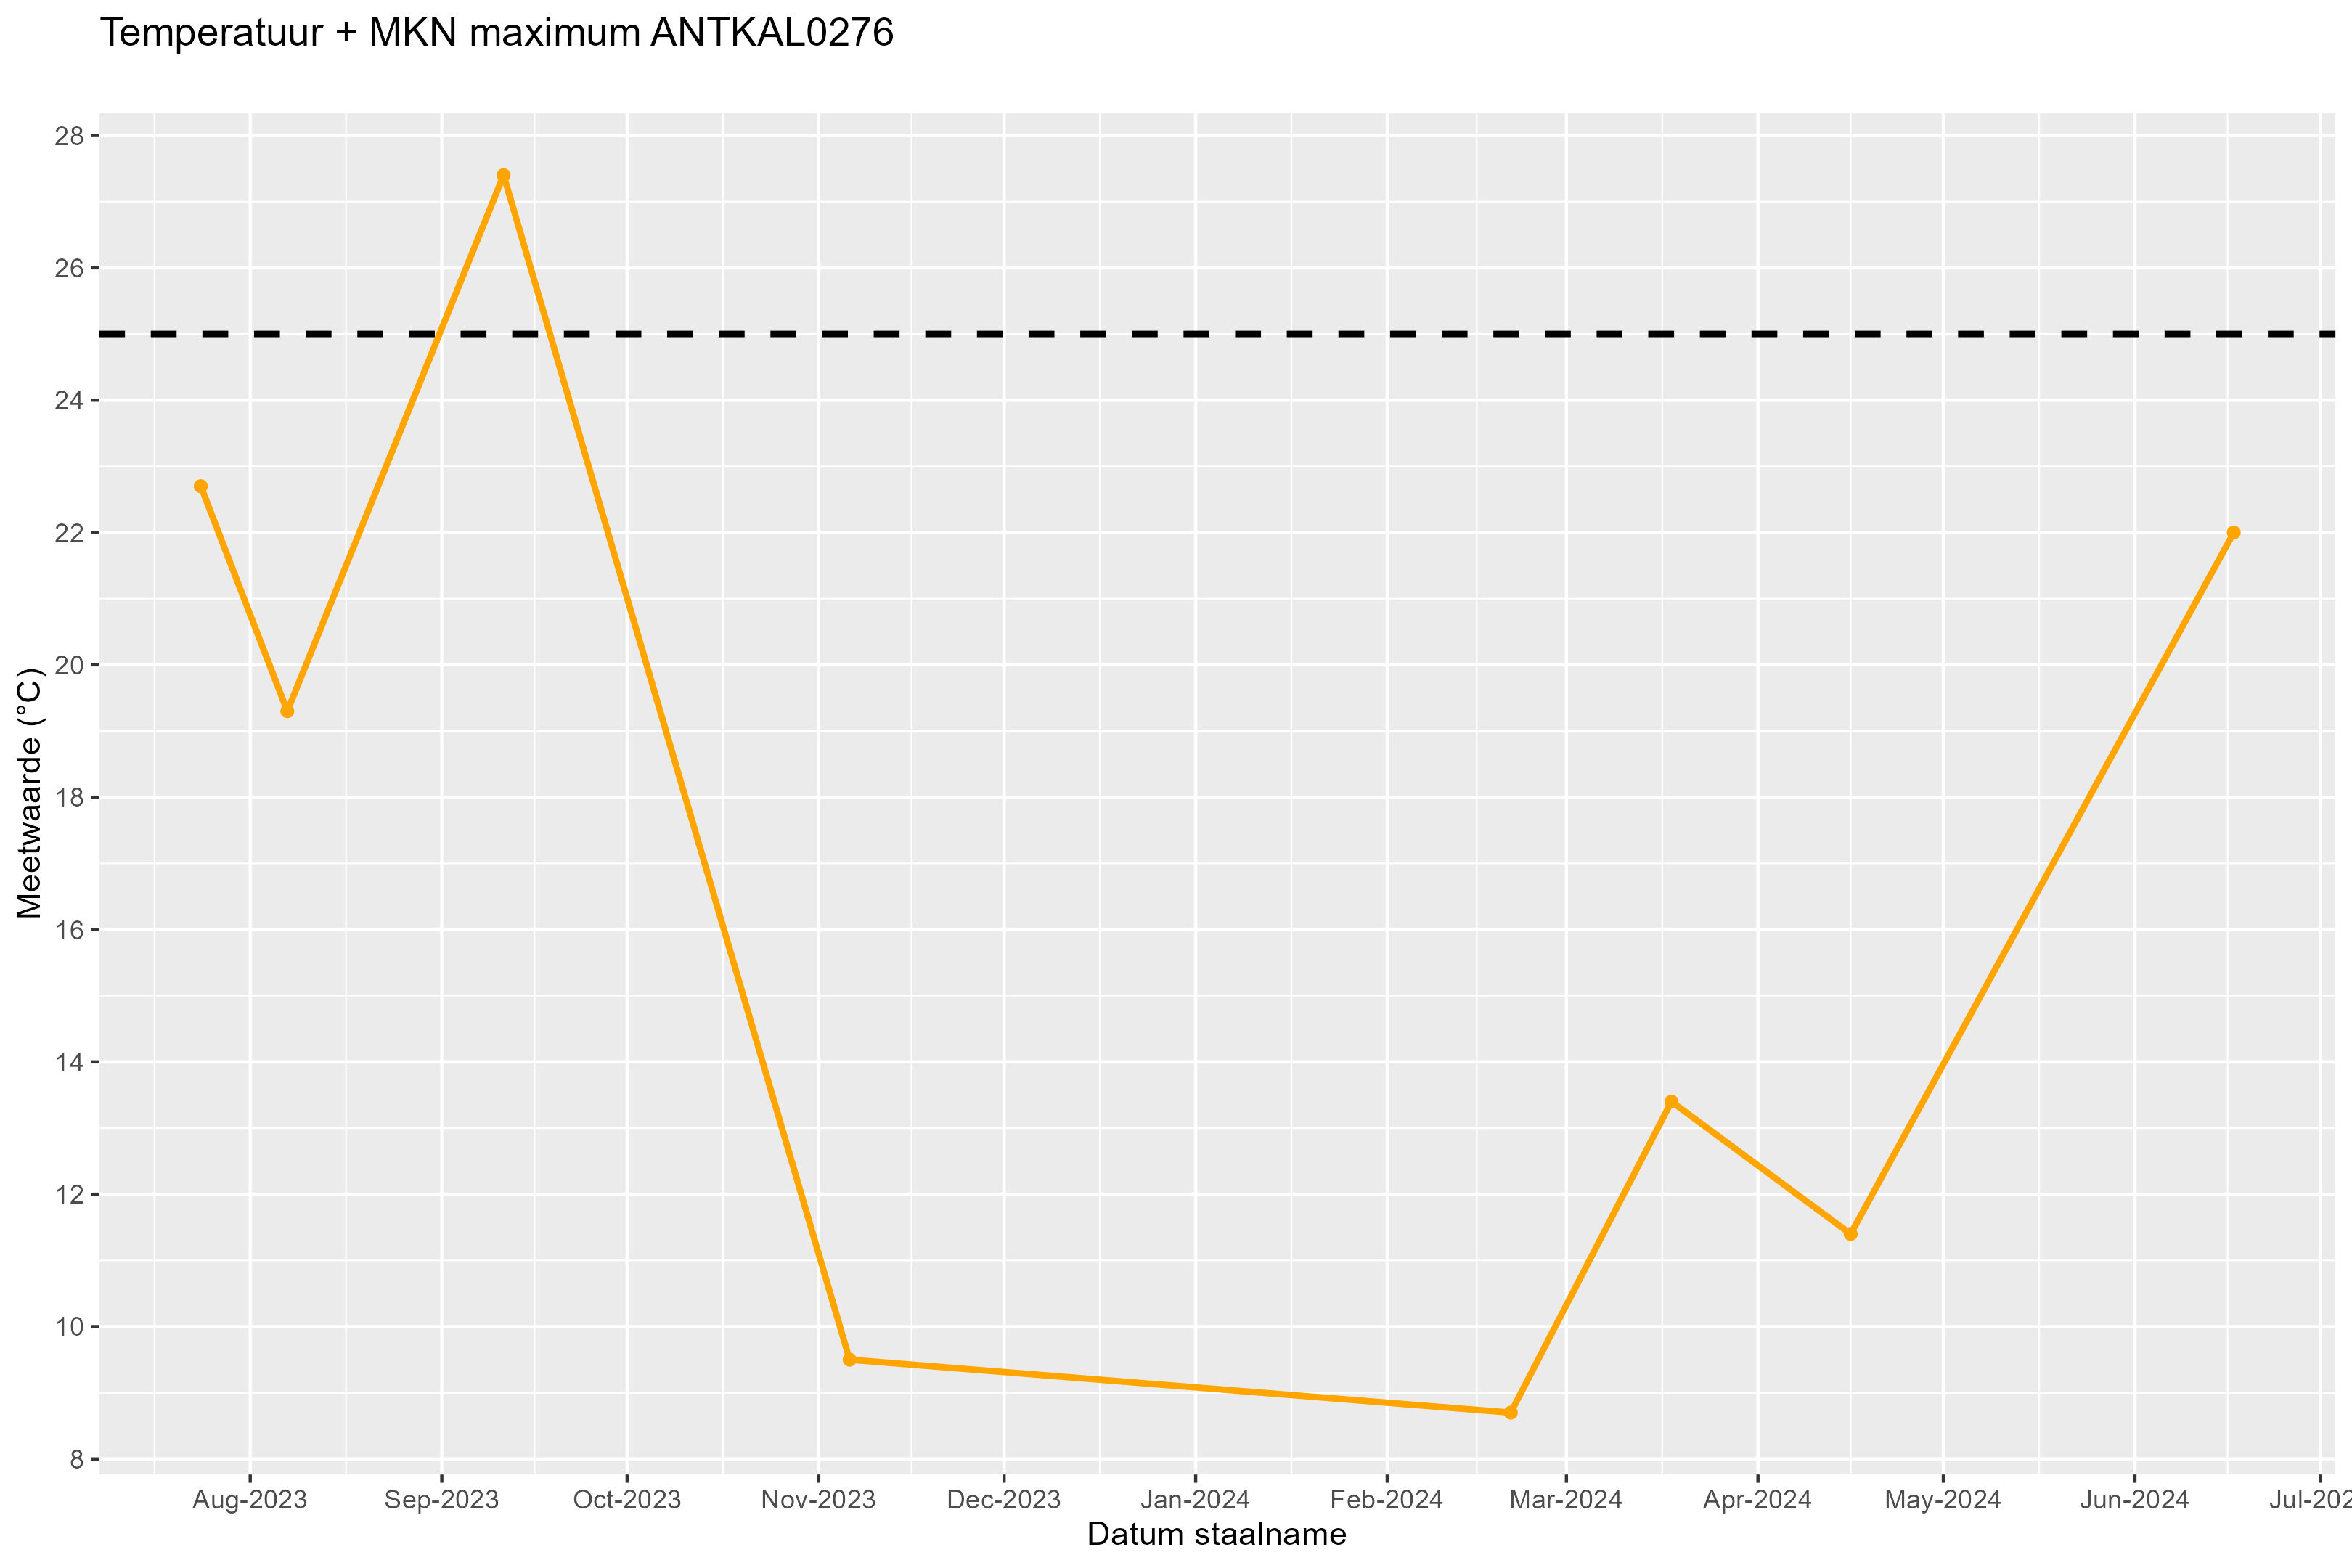 Temperatuur + MKN maximum ANTKAL0276
28
26
24
22
20
18
16
14
12
10
8
Meetwaarde (°C)
Aug-2023 Sep-2023 Oct-2023 Nov-2023 Dec-2023 Jan-2024 Feb-2024 Mar-2024 Apr-2024 May-2024 Jun-2024 Jul-202
Datum staalname